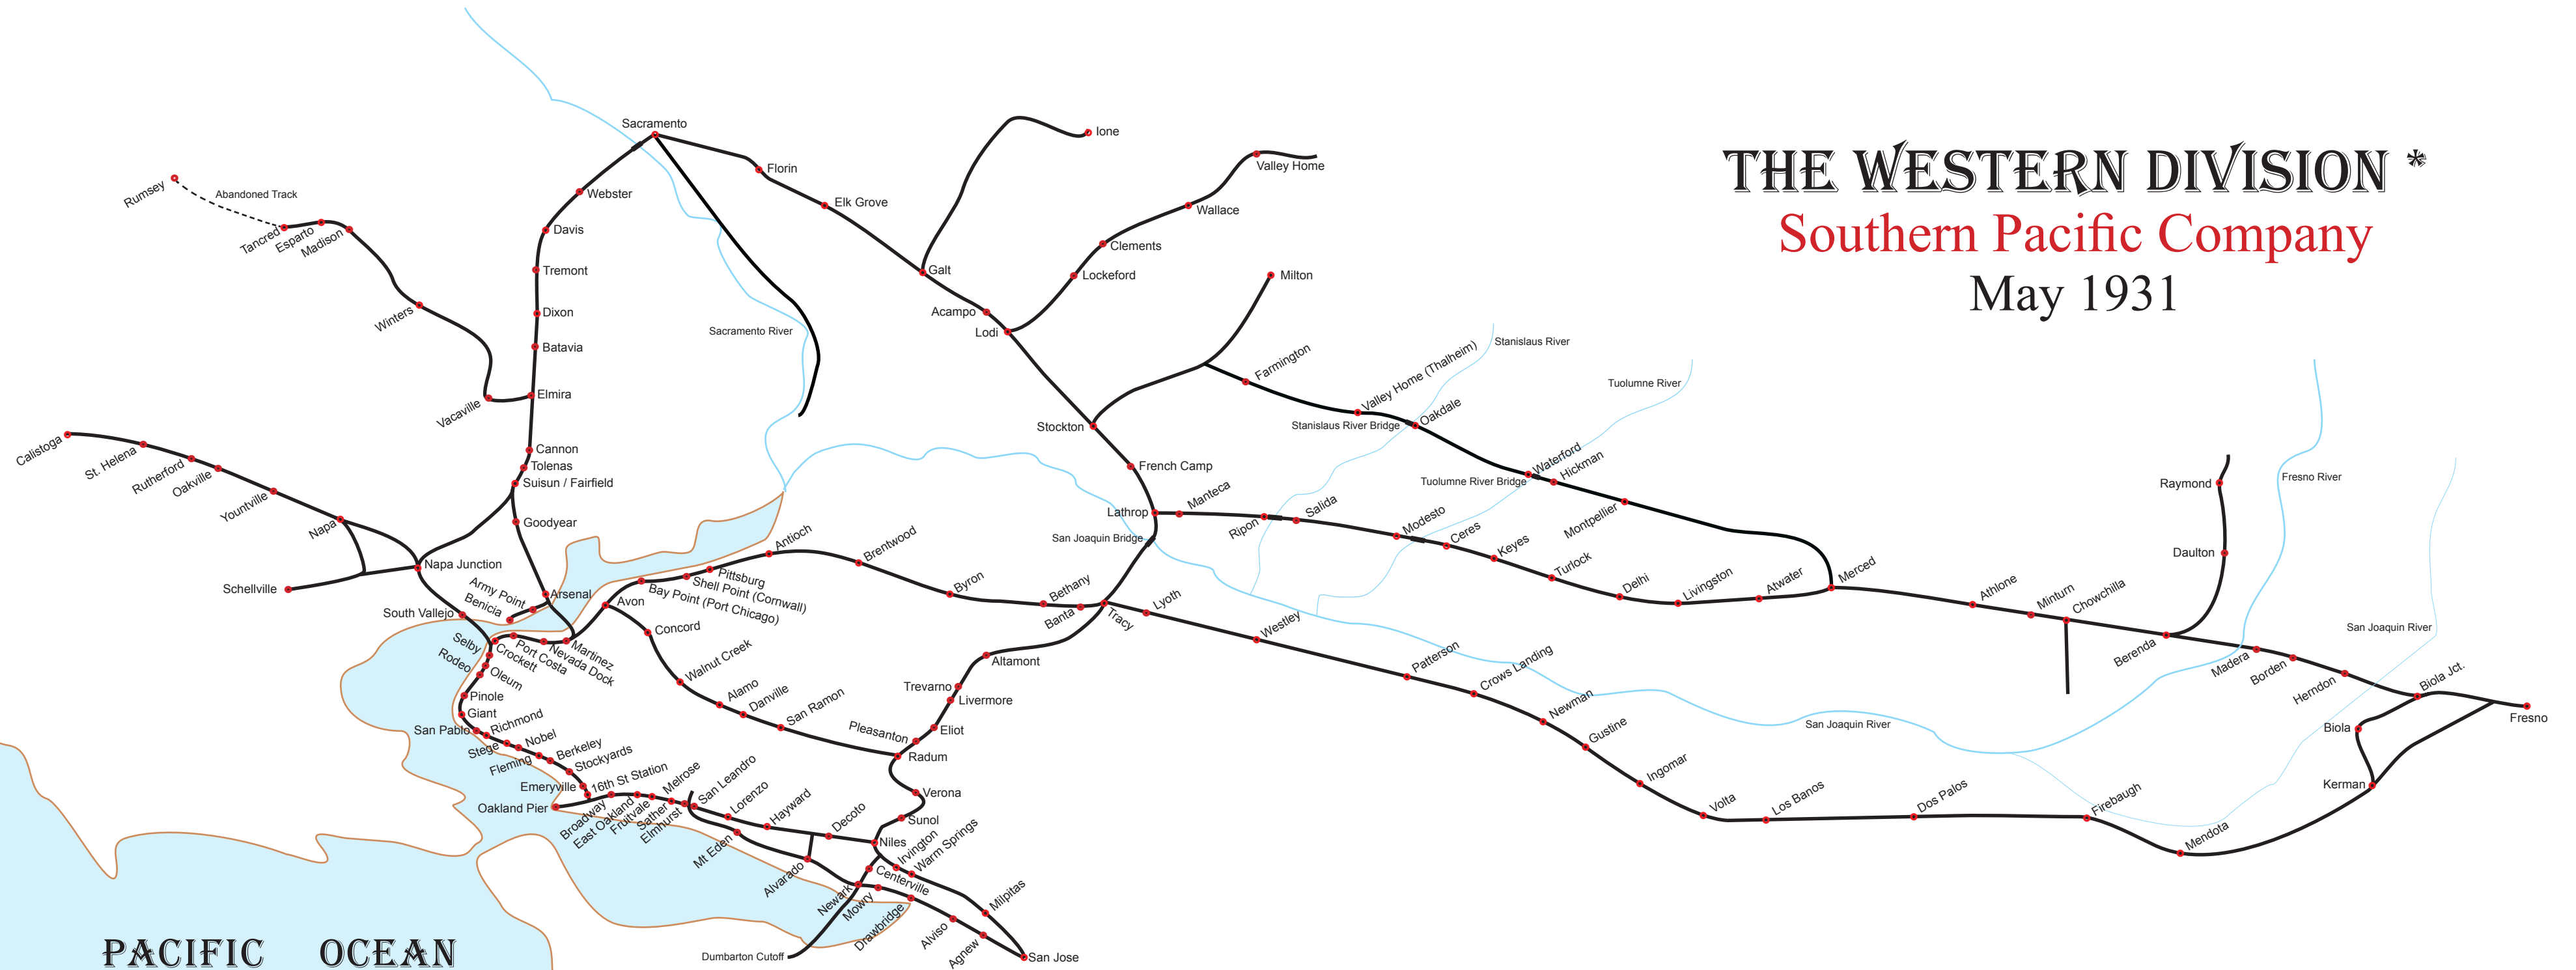 THE WESTERN DIVISION *
Southern Pacific Company
May 1931
Sacramento
Florin
Elk Grove
Ione
Valley Home
Wallace
Clements
Lockeford
Milton
Galt
Acampo
Lodi
Rumsey
Abandoned Track
Tancred
Esparto
Madison
Winters
Vacaville
Webster
Davis
Tremont
Dixon
Batavia
Elmira
Cannon
Tolenas
Suisun / Fairfield
Goodyear
Sacramento River
Stockton
Farmington
Valley Home (Thalheim)
Stanislaus River
Tuolumne River
Stanislaus River Bridge
Oakdale
Waterford
Hickman
Tuolumne River Bridge
Montpellier
French Camp
Lathrop
Manteca
Ripon
Salida
Modesto
Ceres
Keyes
Turlock
Delhi
Livingston
Atwater
Merced
Athlone
Minturn
Chowchilla
Berenda
Raymond
Daulton
Fresno River
Madera
Borden
Herndon
San Joaquin River
Biola Jct.
Fresno
Biola
Kerman
San Joaquin Bridge
Calistoga
St. Helena
Rutherford
Oakville
Yountville
Napa
Schellville
Napa Junction
South Vallejo
Army Point
Benicia
Arsenal
Antioch
Brentwood
Byron
Bethany
Banta
Tracy
Lyoth
Westley
Patterson
Crows Landing
Newman
Gustine
Ingomar
Volta
Los Banos
Dos Palos
Firebaugh
Mendota
San Joaquin River
Pittsburg
Shell Point (Cornwall)
Bay Point (Port Chicago)
Avon
Concord
Walnut Creek
Alamo
Danville
San Ramon
Martinez
Nevada Dock
Port Costa
Crockett
Selby
Rodeo
Oleum
Pinole
Giant
San Pablo
Richmond
Stege
Nobel
Fleming
Berkeley
Stockyards
Emeryville
16th St Station
Oakland Pier
Broadway
East Oakland
Fruitvale
Sather
Melrose
Elmhurst
San Leandro
Lorenzo
Hayward
Decoto
Niles
Altamont
Trevarno
Livermore
Eliot
Pleasanton
Radum
Verona
Sunol
Irvington
Warm Springs
Centerville
Mt Eden
Alvarado
Newark
Mowry
Drawbridge
Alviso
Agnew
Milpitas
San Jose
Dumbarton Cutoff
PACIFIC OCEAN